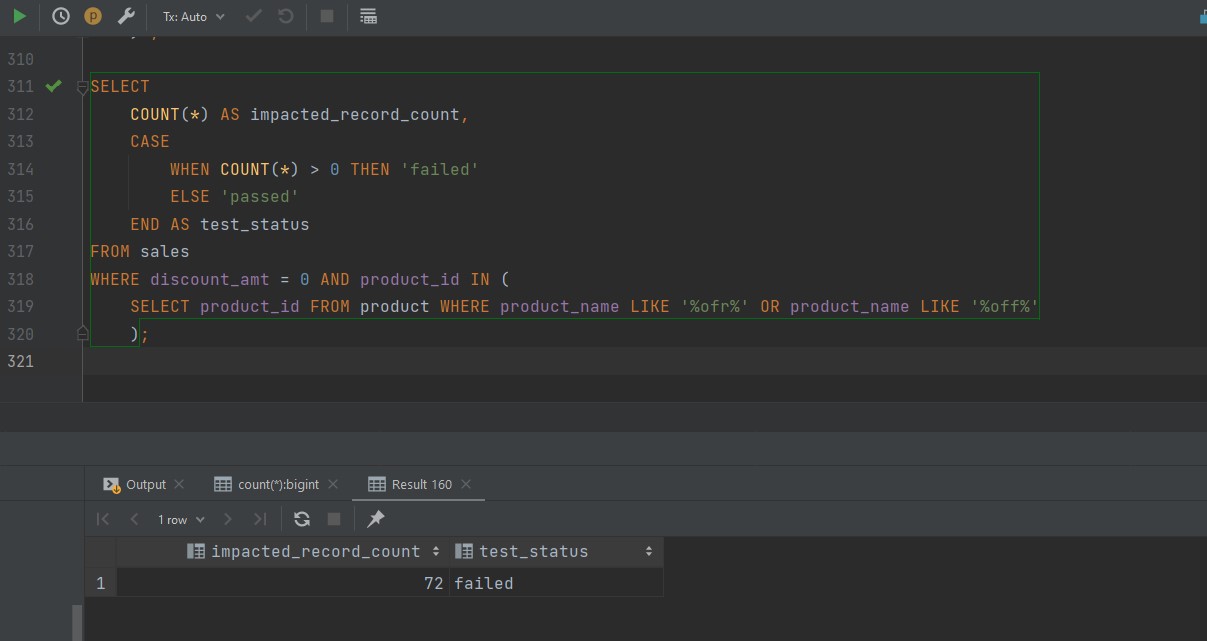 Tx: Auto
310
311 SELECT
312 COUNT(*) AS impacted_record_count,
313 CASE
314 WHEN COUNT(*) > 0 THEN 'failed'
315 ELSE 'passed'
316 END AS test_status
317 FROM sales
318 WHERE discount_amt = 0 AND product_id IN (
319 SELECT product_id FROM product WHERE product_name LIKE '%ofr%' OR product_name LIKE '%off%'
320 );
321
Output count(*):bigint Result 160
1 row
impacted_record_count test_status
1 72 failed